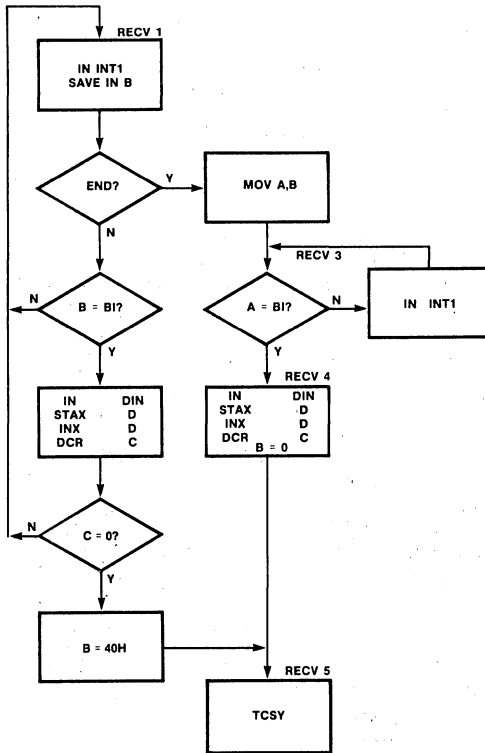 RECV 1
IN INT1
SAVE IN B
END?
Y
MOV A,B
N
RECV 3
N
B = BI?
A = BI?
N
IN INT1
Y
Y
RECV 4
IN DIN
STAX D
INX D
DCR C
IN DIN
STAX D
INX D
DCR C
B = 0
N
C = 0?
Y
B = 40H
RECV 5
TCSY